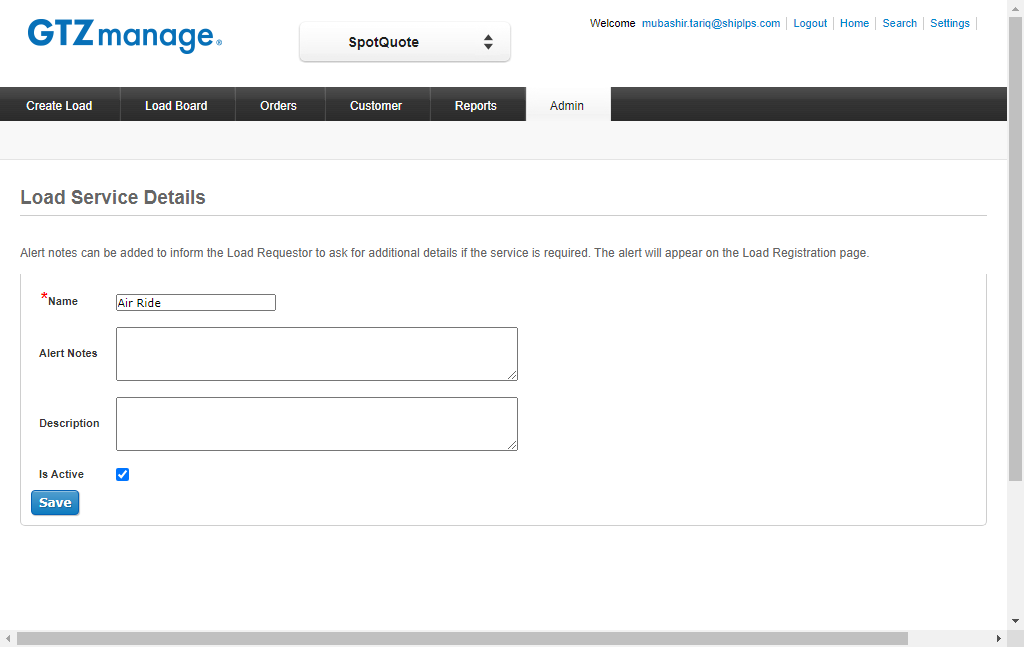 GTZmanage®
SpotQuote
Welcome mubashir.tariq@shiplps.com Logout Home Search Settings
Create Load Load Board Orders Customer Reports Admin
Load Service Details
Alert notes can be added to inform the Load Requestor to ask for additional details if the service is required. The alert will appear on the Load Registration page.
*Name Air Ride
Alert Notes
Description
Is Active
Save